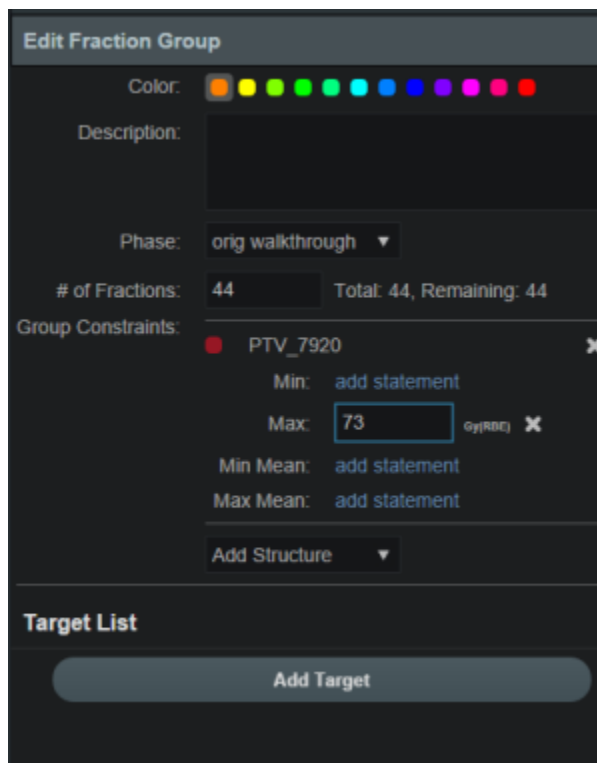 Edit Fraction Group
Color:
Description:
Phase: orig walkthrough
# of Fractions: 44 Total: 44, Remaining: 44
Group Constraints:
PTV_7920
Min: add statement
Max: 73 Gy(RBE)
Min Mean: add statement
Max Mean: add statement
Add Structure
Target List
Add Target